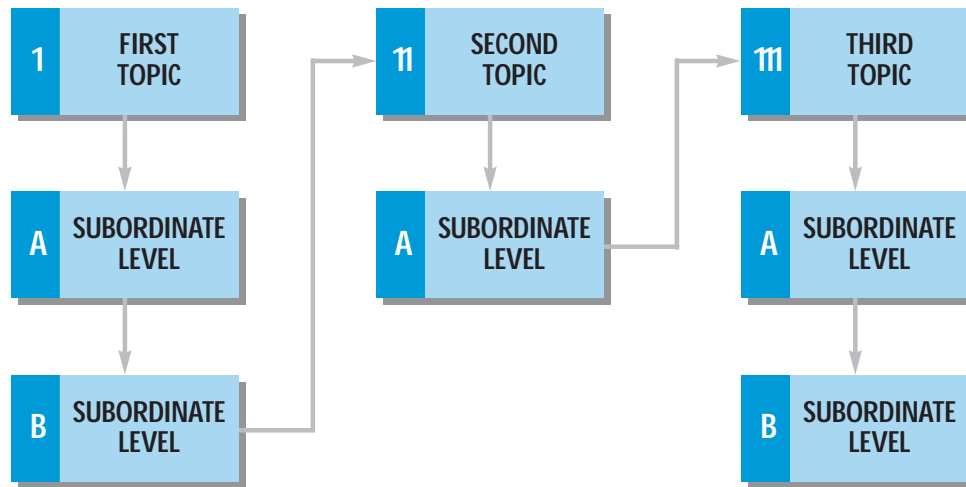 1
FIRST
TOPIC
A
SUBORDINATE
LEVEL
B
SUBORDINATE
LEVEL
11
SECOND
TOPIC
A
SUBORDINATE
LEVEL
111
THIRD
TOPIC
A
SUBORDINATE
LEVEL
B
SUBORDINATE
LEVEL